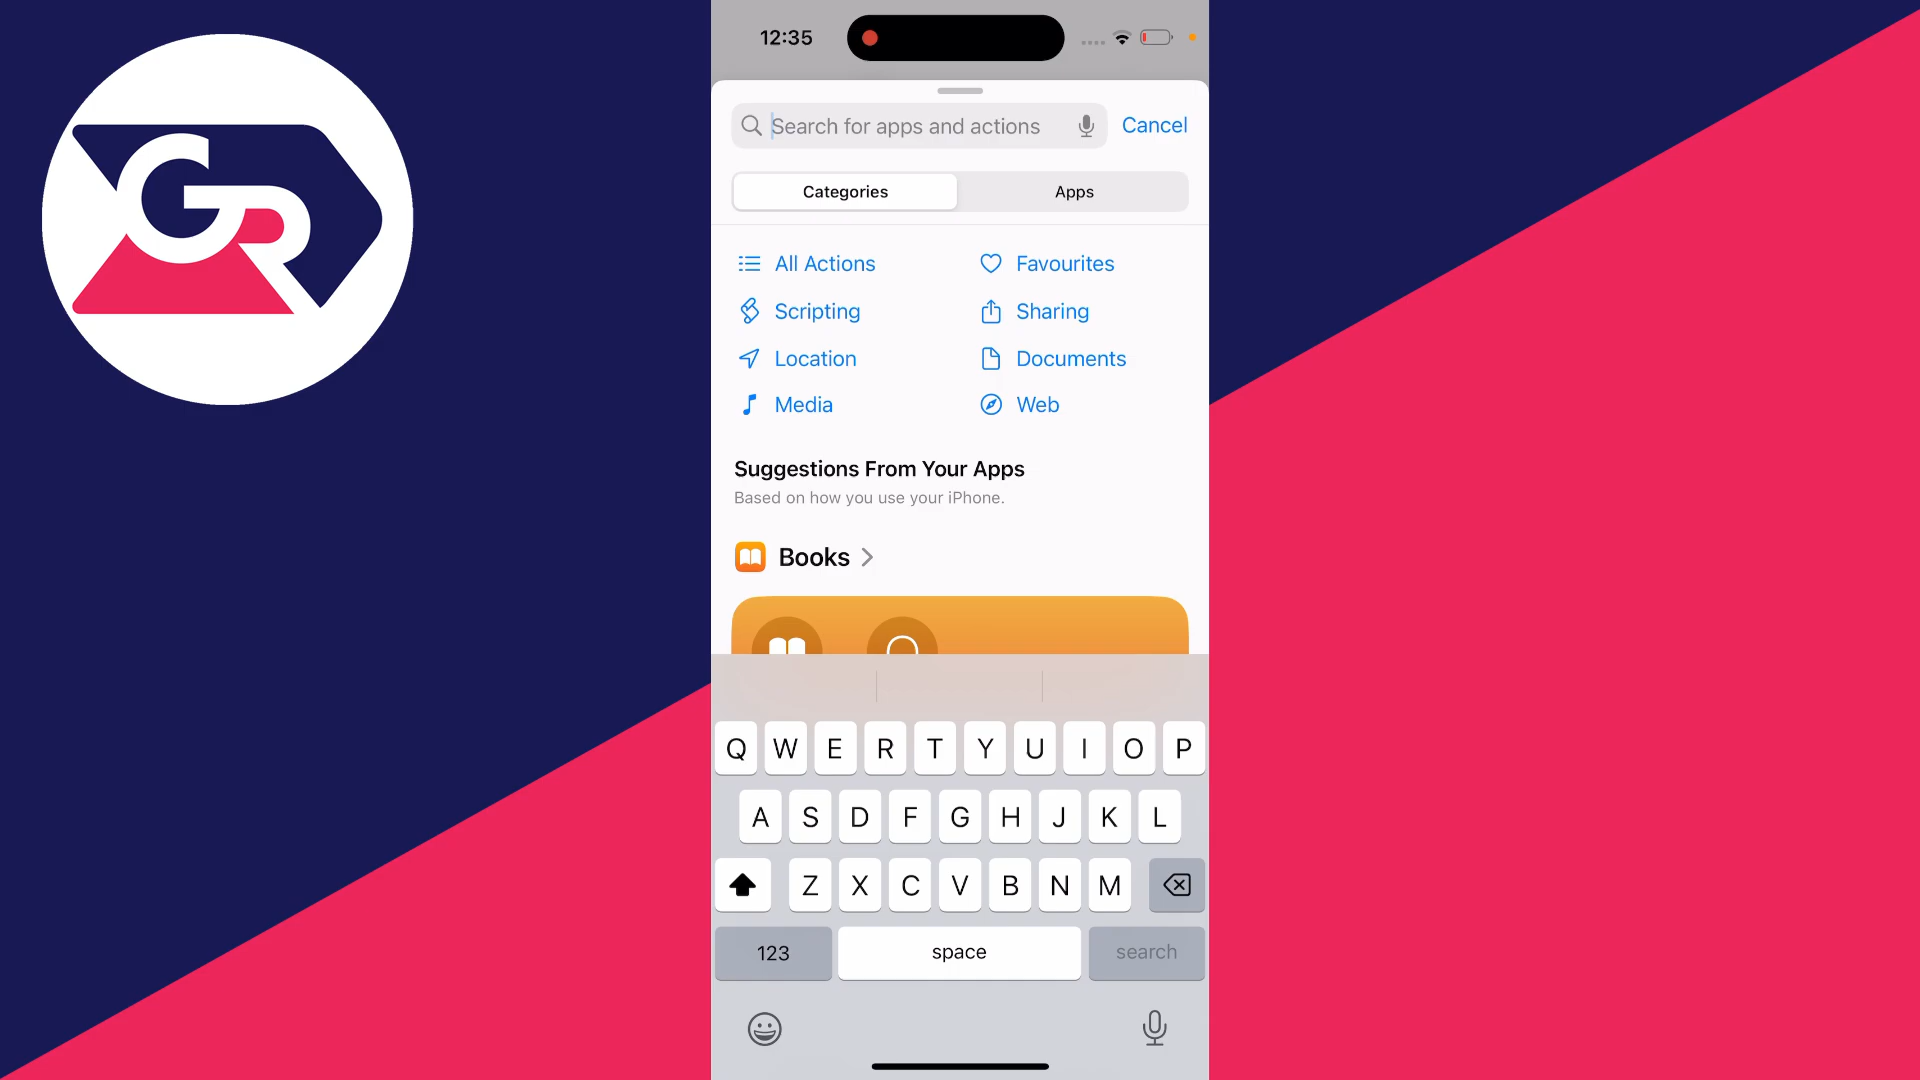 GR
12:35
Search for apps and actions
Cancel
Categories
Apps
All Actions
Favourites
Scripting
Sharing
Location
Documents
Media
Web
Suggestions From Your Apps
Based on how you use your iPhone.
Books
Q W E R T Y U I O P
A S D F G H J K L
Z X C V B N M
123
space
search